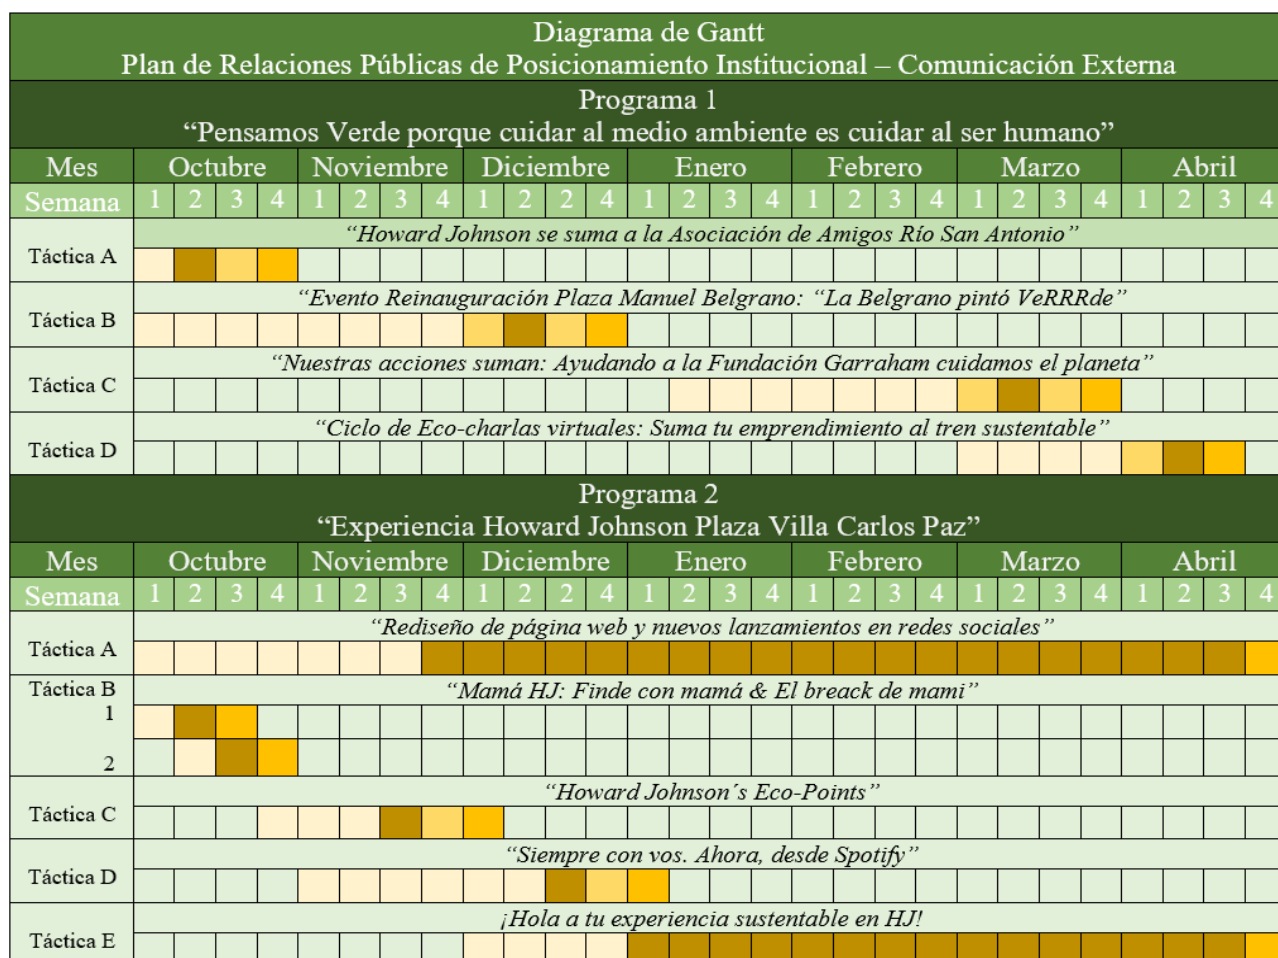 Diagrama de Gantt
Plan de Relaciones Públicas de Posicionamiento Institucional – Comunicación Externa
Programa 1
“Pensamos Verde porque cuidar al medio ambiente es cuidar al ser humano”
Mes Octubre Noviembre Diciembre Enero Febrero Marzo Abril
Semana 1 2 3 4 1 2 3 4 1 2 2 4 1 2 3 4 1 2 3 4 1 2 3 4 1 2 3 4
“Howard Johnson se suma a la Asociación de Amigos Río San Antonio”
Táctica A
“Evento Reinauguración Plaza Manuel Belgrano: “La Belgrano pintó VeRRRde”
Táctica B
“Nuestras acciones suman: Ayudando a la Fundación Garraham cuidamos el planeta”
Táctica C
“Ciclo de Eco-charlas virtuales: Suma tu emprendimiento al tren sustentable”
Táctica D
Programa 2
“Experiencia Howard Johnson Plaza Villa Carlos Paz”
Mes Octubre Noviembre Diciembre Enero Febrero Marzo Abril
Semana 1 2 3 4 1 2 3 4 1 2 2 4 1 2 3 4 1 2 3 4 1 2 3 4 1 2 3 4
“Rediseño de página web y nuevos lanzamientos en redes sociales”
Táctica A
Táctica B “Mamá HJ: Finde con mamá & El breack de mami”
1
2
“Howard Johnson´s Eco-Points”
Táctica C
“Siempre con vos. Ahora, desde Spotify”
Táctica D
¡Hola a tu experiencia sustentable en HJ!
Táctica E